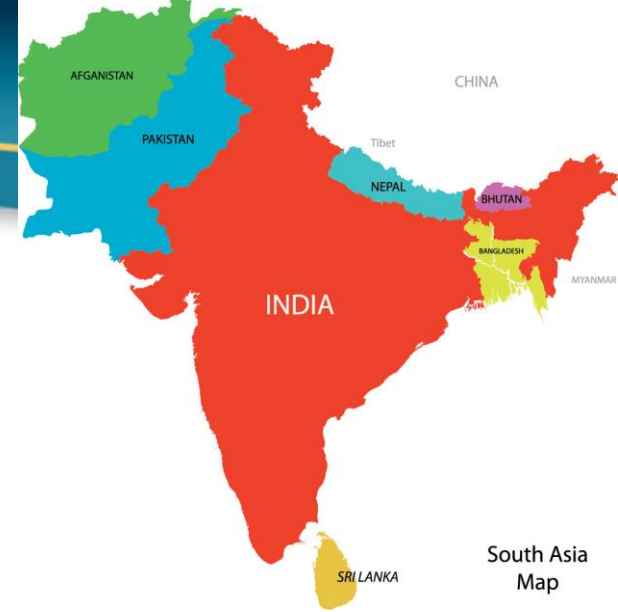 AFGANISTAN
CHINA
PAKISTAN
Tibet
NEPAL
BHUTAN
BANGLADESH
MYANMAR
INDIA
SRI LANKA
South Asia
Map